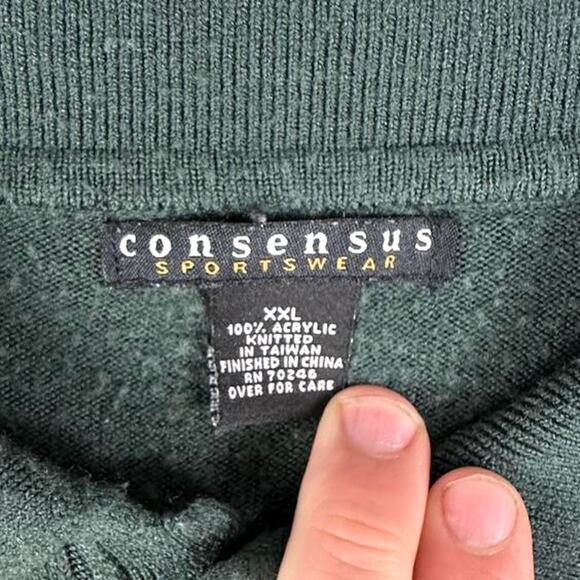 consensus
SPORTSWEAR
XXL
100% ACRYLIC
KNITTED
IN TAIWAN
FINISHED IN CHINA
RN 70246
OVER FOR CARE